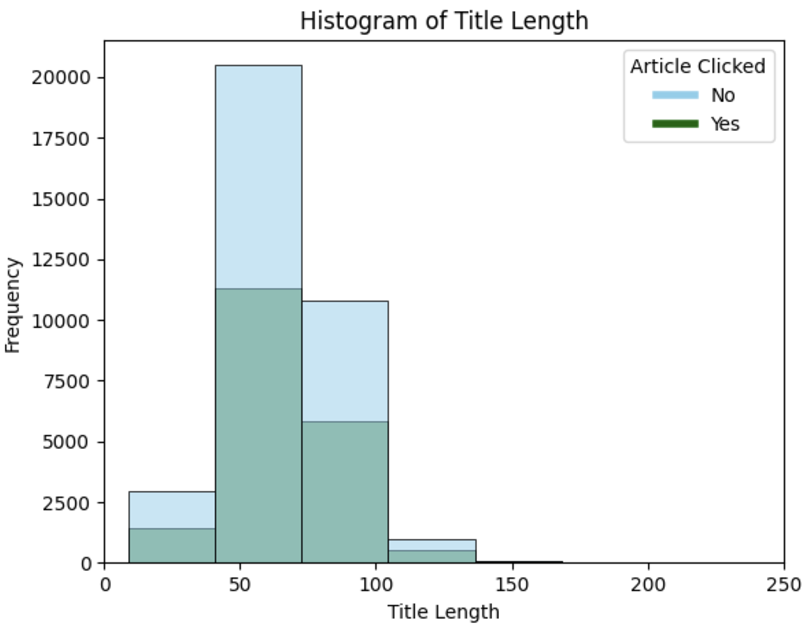 Histogram of Title Length
Article Clicked
No
Yes
20000
17500
15000
12500
10000
7500
5000
2500
0
Frequency
0 50 100 150 200 250
Title Length